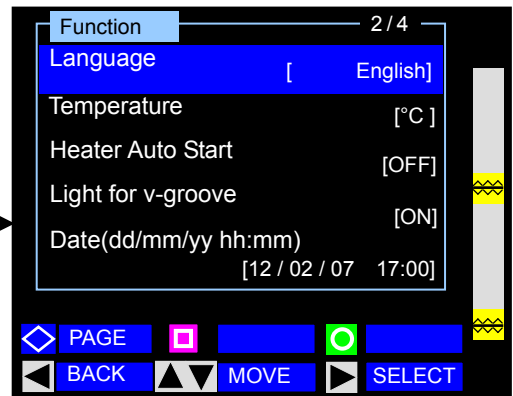 Function 2/4
Language [ English]
Temperature [°C ]
Heater Auto Start [OFF]
Light for v-groove [ON]
Date(dd/mm/yy hh:mm)
[12 / 02 / 07 17:00]
PAGE
BACK MOVE SELECT